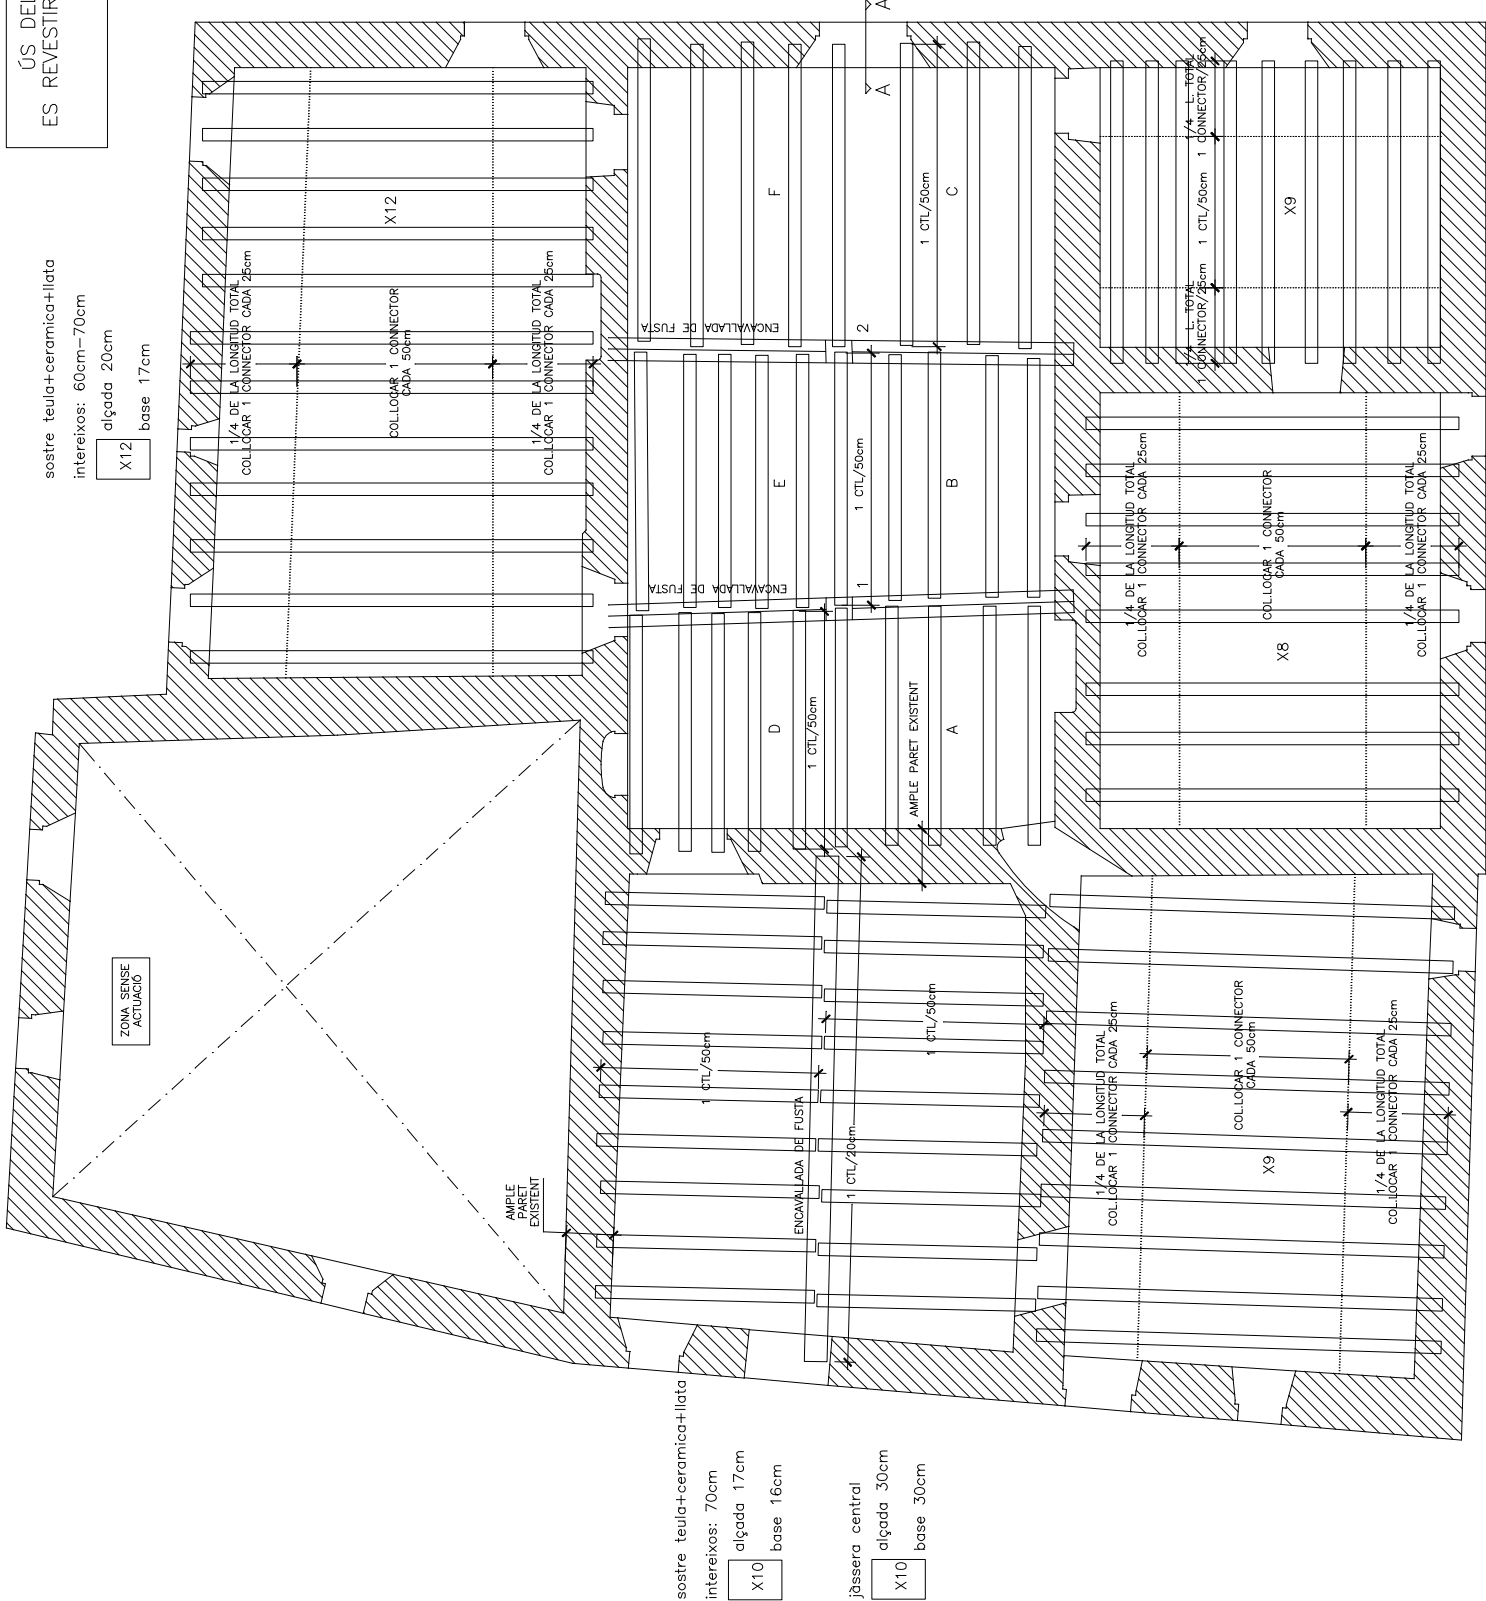 ÚS DEL
ES REVESTIR
sostre teula+ceramica+llata
intereixos: 60cm-70cm
X12
alçada 20cm
base 17cm
X12
1/4 DE LA LONGITUD TOTAL
COL.LOCAR 1 CONNECTOR CADA 25cm
COL.LOCAR 1 CONNECTOR
CADA 50cm
1/4 DE LA LONGITUD TOTAL
COL.LOCAR 1 CONNECTOR CADA 25cm
ENCAVALLADA DE FUSTA
ENCAVALLADA DE FUSTA
A
A
F
C
1 CTL/50cm
2
E
B
1 CTL/50cm
1
D
A
1 CTL/50cm
AMPLE PARET EXISTENT
1/4 L. TOTAL
1 CONNECTOR/25cm
1 CTL/50cm
1/4 L. TOTAL
1 CONNECTOR/25cm
X9
1/4 DE LA LONGITUD TOTAL
COL.LOCAR 1 CONNECTOR CADA 25cm
COL.LOCAR 1 CONNECTOR
CADA 50cm
X8
1/4 DE LA LONGITUD TOTAL
COL.LOCAR 1 CONNECTOR CADA 25cm
ZONA SENSE
ACTUACIÓ
AMPLE
PARET
EXISTENT
1 CTL/50cm
ENCAVALLADA DE FUSTA
1 CTL/20cm
1 CTL/50cm
1/4 DE LA LONGITUD TOTAL
COL.LOCAR 1 CONNECTOR CADA 25cm
COL.LOCAR 1 CONNECTOR
CADA 50cm
X9
1/4 DE LA LONGITUD TOTAL
COL.LOCAR 1 CONNECTOR CADA 25cm
sostre teula+ceramica+llata
intereixos: 70cm
X10
alçada 17cm
base 16cm
jàssera central
X10
alçada 30cm
base 30cm